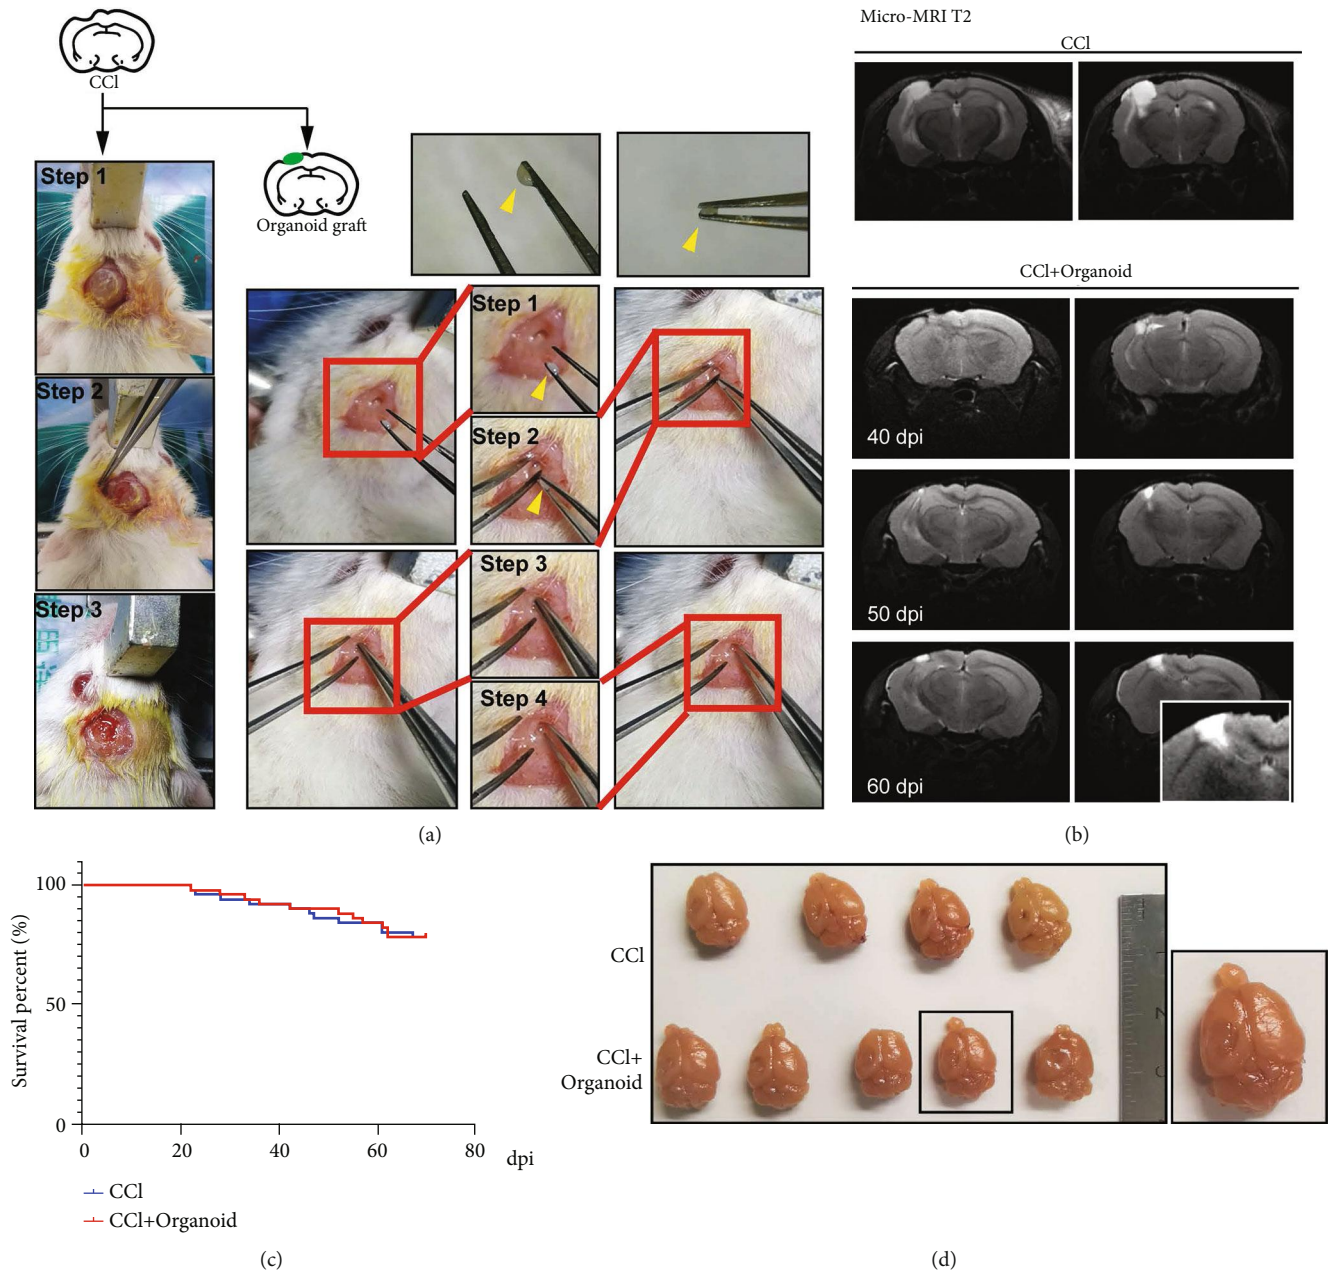 CCl
Organoid graft
Step 1
Step 2
Step 3
Step 1
Step 2
Step 3
Step 4
(a)
Micro-MRI T2
CCl
CCl+Organoid
40 dpi
50 dpi
60 dpi
(b)
Survival percent (%)
100
50
0
0 20 40 60 80
dpi
CCl
CCl+Organoid
(c)
CCl
CCl+
Organoid
(d)